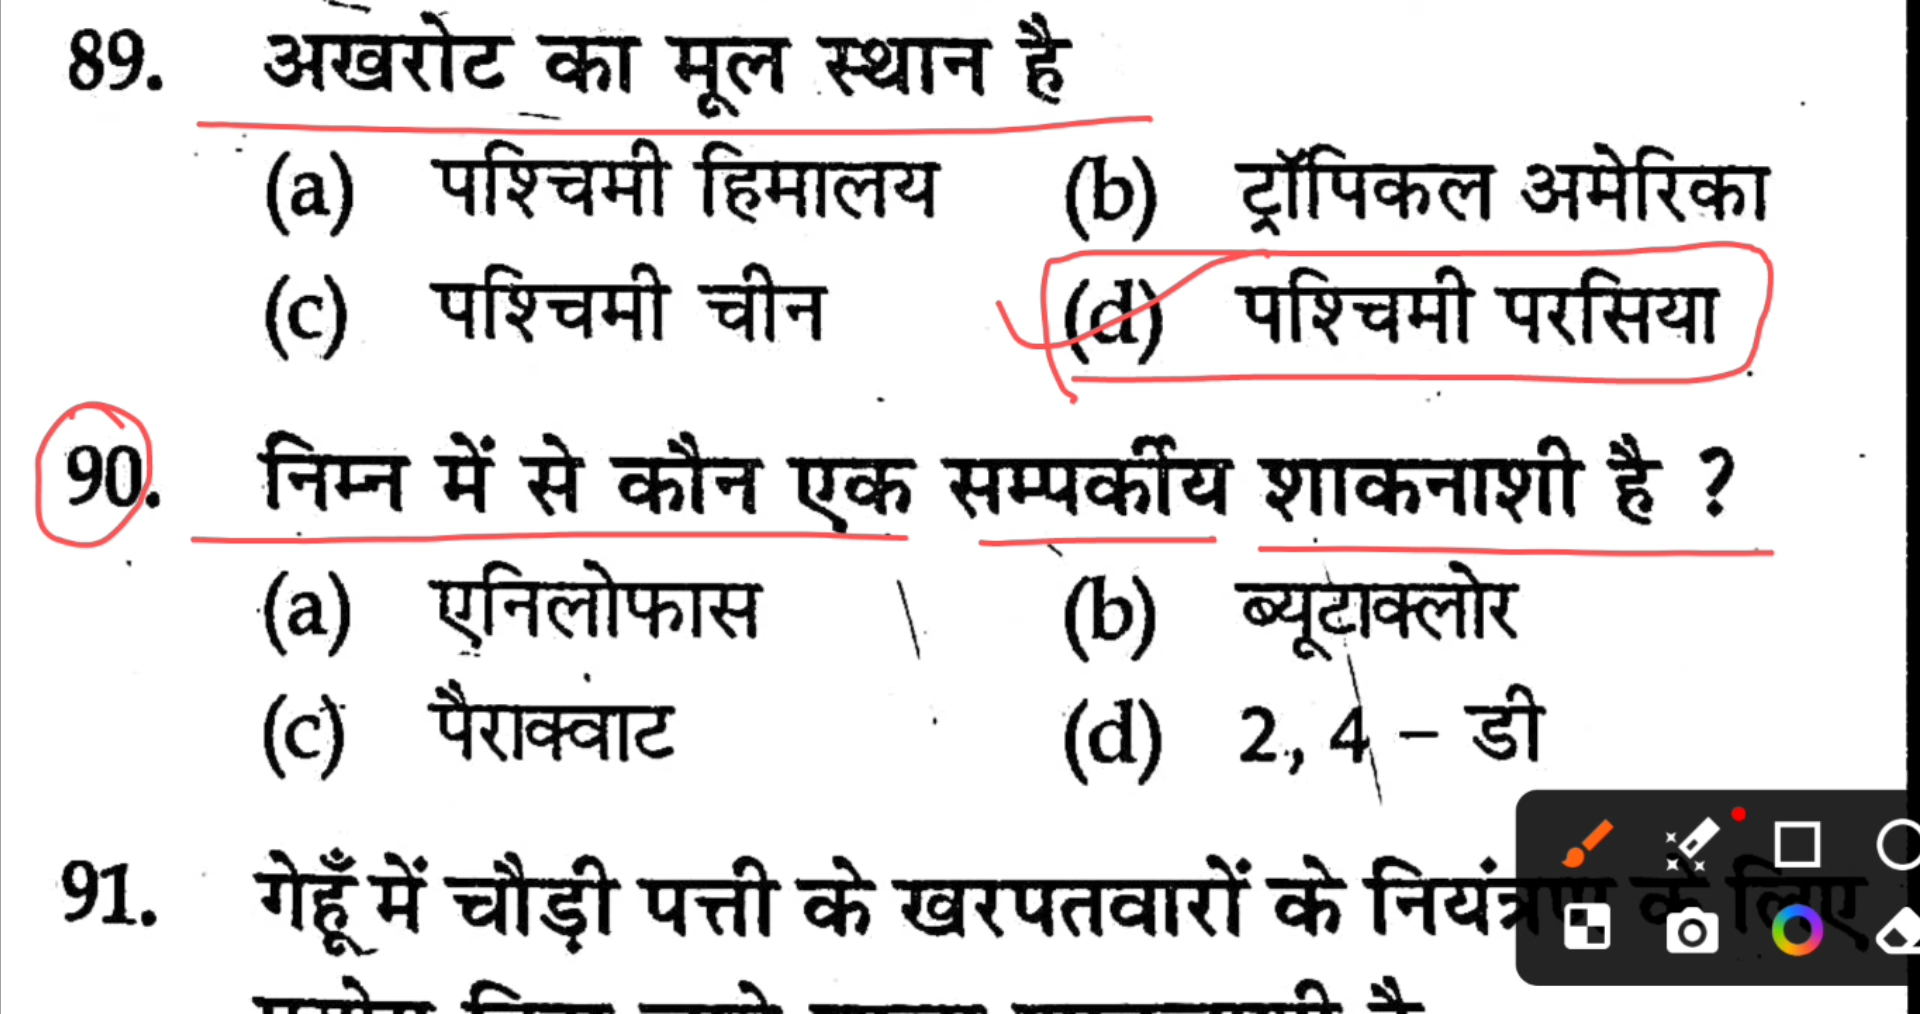 89. अखरोट का मूल स्थान है
(a) पश्चिमी हिमालय (b) ट्रॉपिकल अमेरिका
(c) पश्चिमी चीन (d) पश्चिमी परसिया
90. निम्न में से कौन एक सम्पर्कीय शाकनाशी है ?
(a) एनिलोफास (b) ब्यूटाक्लोर
(c) पैराक्वाट (d) 2, 4 – डी
91. गेहूँ में चौड़ी पत्ती के खरपतवारों के नियंत्रण के लिए